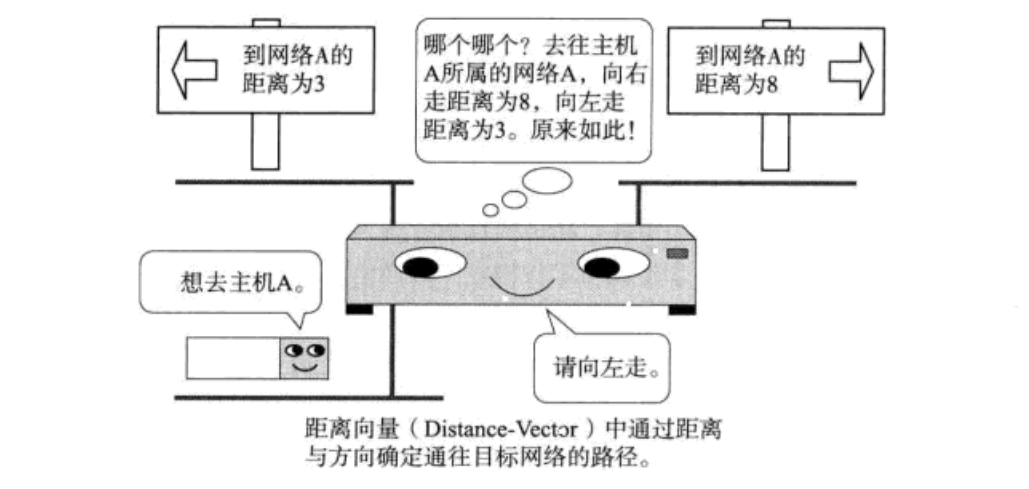 到网络A的
距离为3
哪个哪个？去往主机
A所属的网络A，向右
走距离为8，向左走
距离为3。原来如此！
到网络A的
距离为8
想去主机A。
请向左走。
距离向量（Distance-Vector）中通过距离
与方向确定通往目标网络的路径。